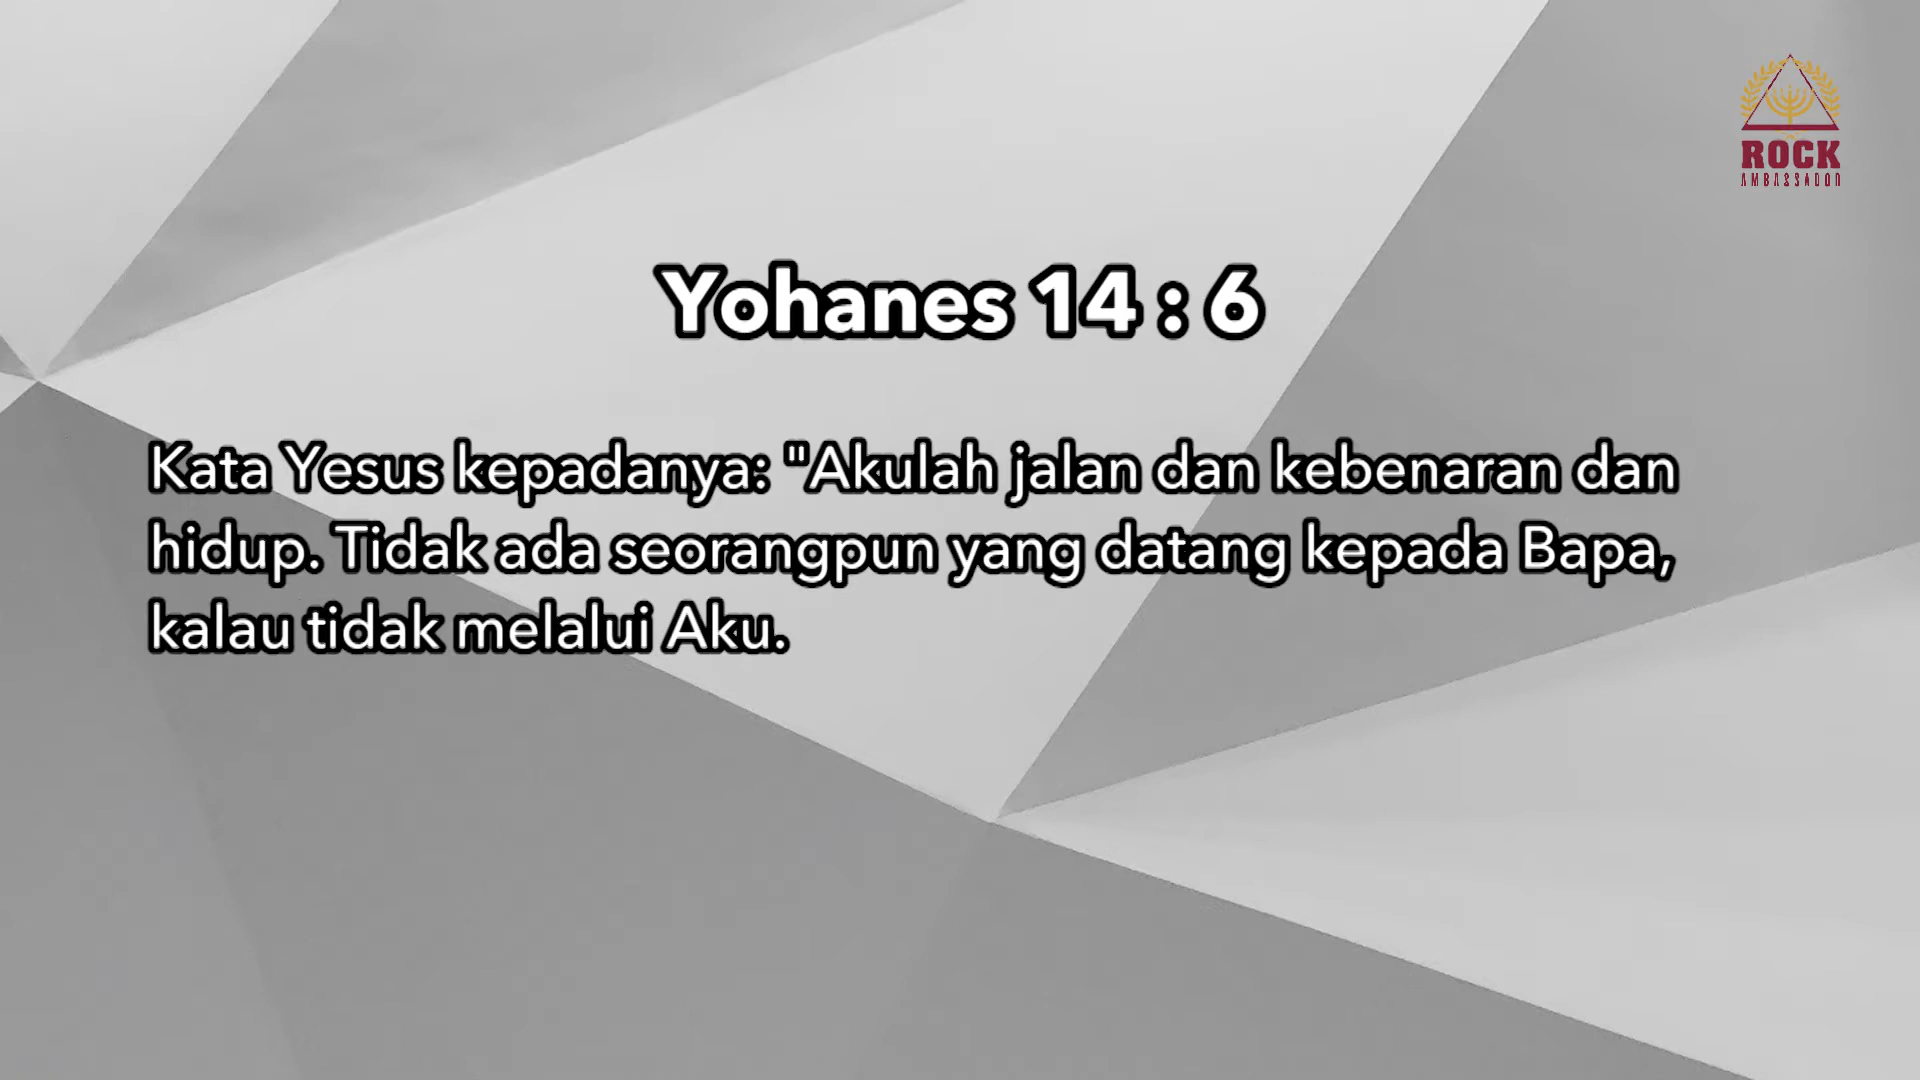 ROCK
AMBASSADOR
Yohanes 14 : 6
Kata Yesus kepadanya: "Akulah jalan dan kebenaran dan
hidup. Tidak ada seorangpun yang datang kepada Bapa,
kalau tidak melalui Aku.